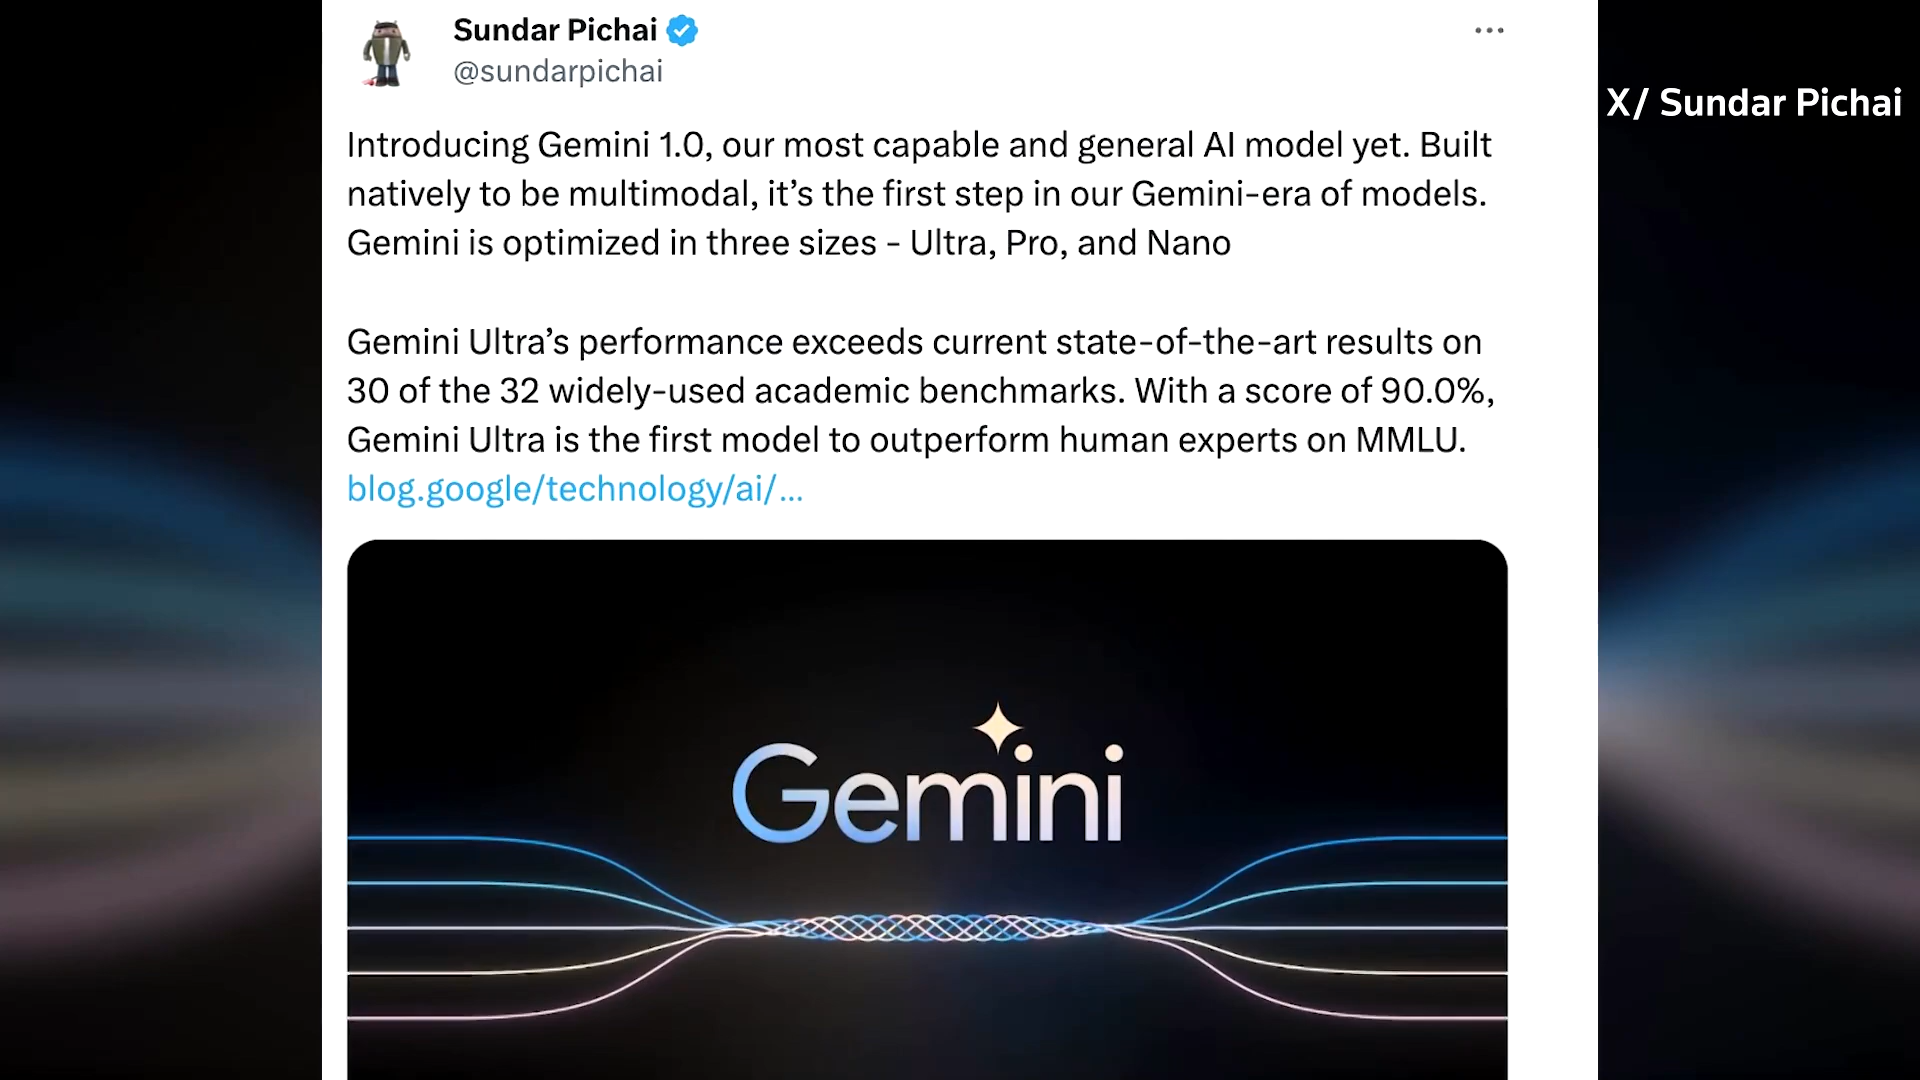 Sundar Pichai
@sundarpichai
X/ Sundar Pichai
Introducing Gemini 1.0, our most capable and general AI model yet. Built
natively to be multimodal, it’s the first step in our Gemini-era of models.
Gemini is optimized in three sizes - Ultra, Pro, and Nano
Gemini Ultra’s performance exceeds current state-of-the-art results on
30 of the 32 widely-used academic benchmarks. With a score of 90.0%,
Gemini Ultra is the first model to outperform human experts on MMLU.
blog.google/technology/ai/...
Gemini